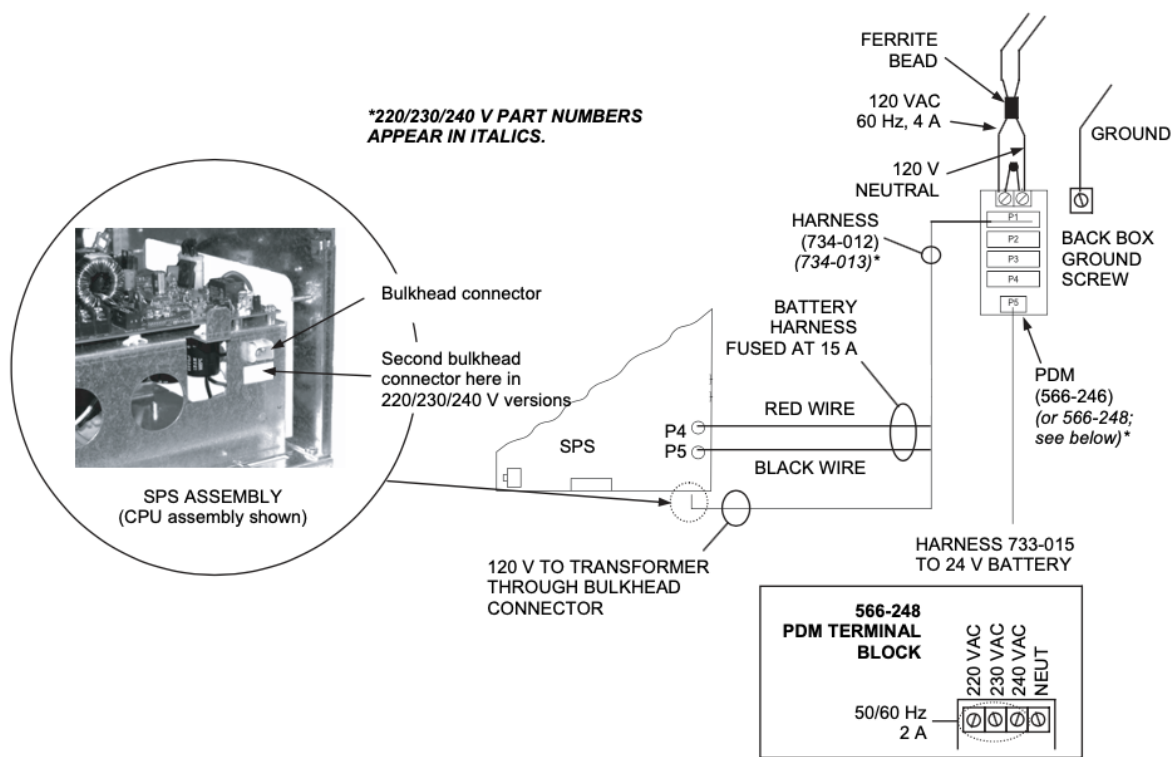 FERRITE
BEAD
*220/230/240 V PART NUMBERS
APPEAR IN ITALICS.
120 VAC
60 Hz, 4 A
GROUND
120 V
NEUTRAL
HARNESS
(734-012)
(734-013)*
P1
P2
P3
P4
P5
BACK BOX
GROUND
SCREW
Bulkhead connector
Second bulkhead
connector here in
220/230/240 V versions
BATTERY
HARNESS
FUSED AT 15 A
PDM
(566-246)
(or 566-248;
see below)*
RED WIRE
P4
SPS
P5
BLACK WIRE
SPS ASSEMBLY
(CPU assembly shown)
120 V TO TRANSFORMER
THROUGH BULKHEAD
CONNECTOR
HARNESS 733-015
TO 24 V BATTERY
566-248
PDM TERMINAL
BLOCK
220 VAC
230 VAC
240 VAC
NEUT
50/60 Hz
2 A